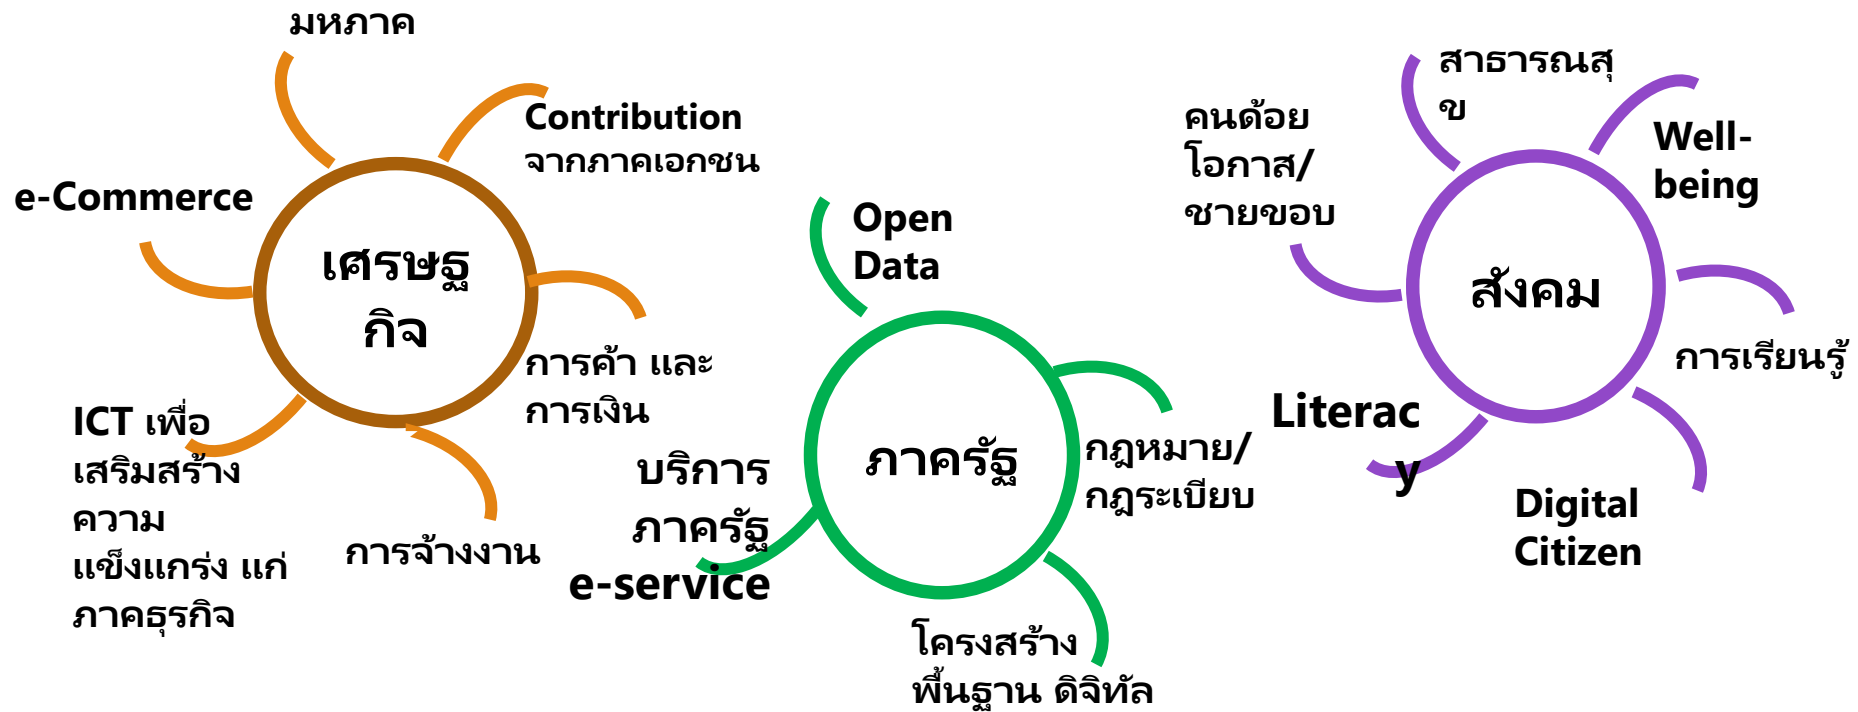 มหภาค
Contribution
จากภาคเอกชน
e-Commerce
เศรษฐ
กิจ
การค้า และ
การเงิน
ICT เพื่อ
เสริมสร้าง
ความ
แข็งแกร่ง แก่
ภาคธุรกิจ
การจ้างงาน
Open
Data
ภาครัฐ
กฎหมาย/
กฎระเบียบ
บริการ
ภาครัฐ
e-service
โครงสร้าง
พื้นฐาน ดิจิทัล
สาธารณสุ
ข
คนด้อย
โอกาส/
ชายขอบ
Well-
being
สังคม
การเรียนรู้
Literac
y
Digital
Citizen